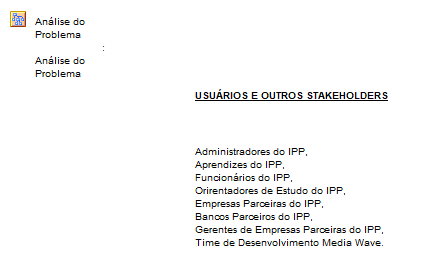 Análise do
Problema
:
Análise do
Problema
USUÁRIOS E OUTROS STAKEHOLDERS
Administradores do IPP,
Aprendizes do IPP,
Funcionários do IPP,
Orirentadores de Estudo do IPP,
Empresas Parceiras do IPP,
Bancos Parceiros do IPP,
Gerentes de Empresas Parceiras do IPP,
Time de Desenvolvimento Media Wave.